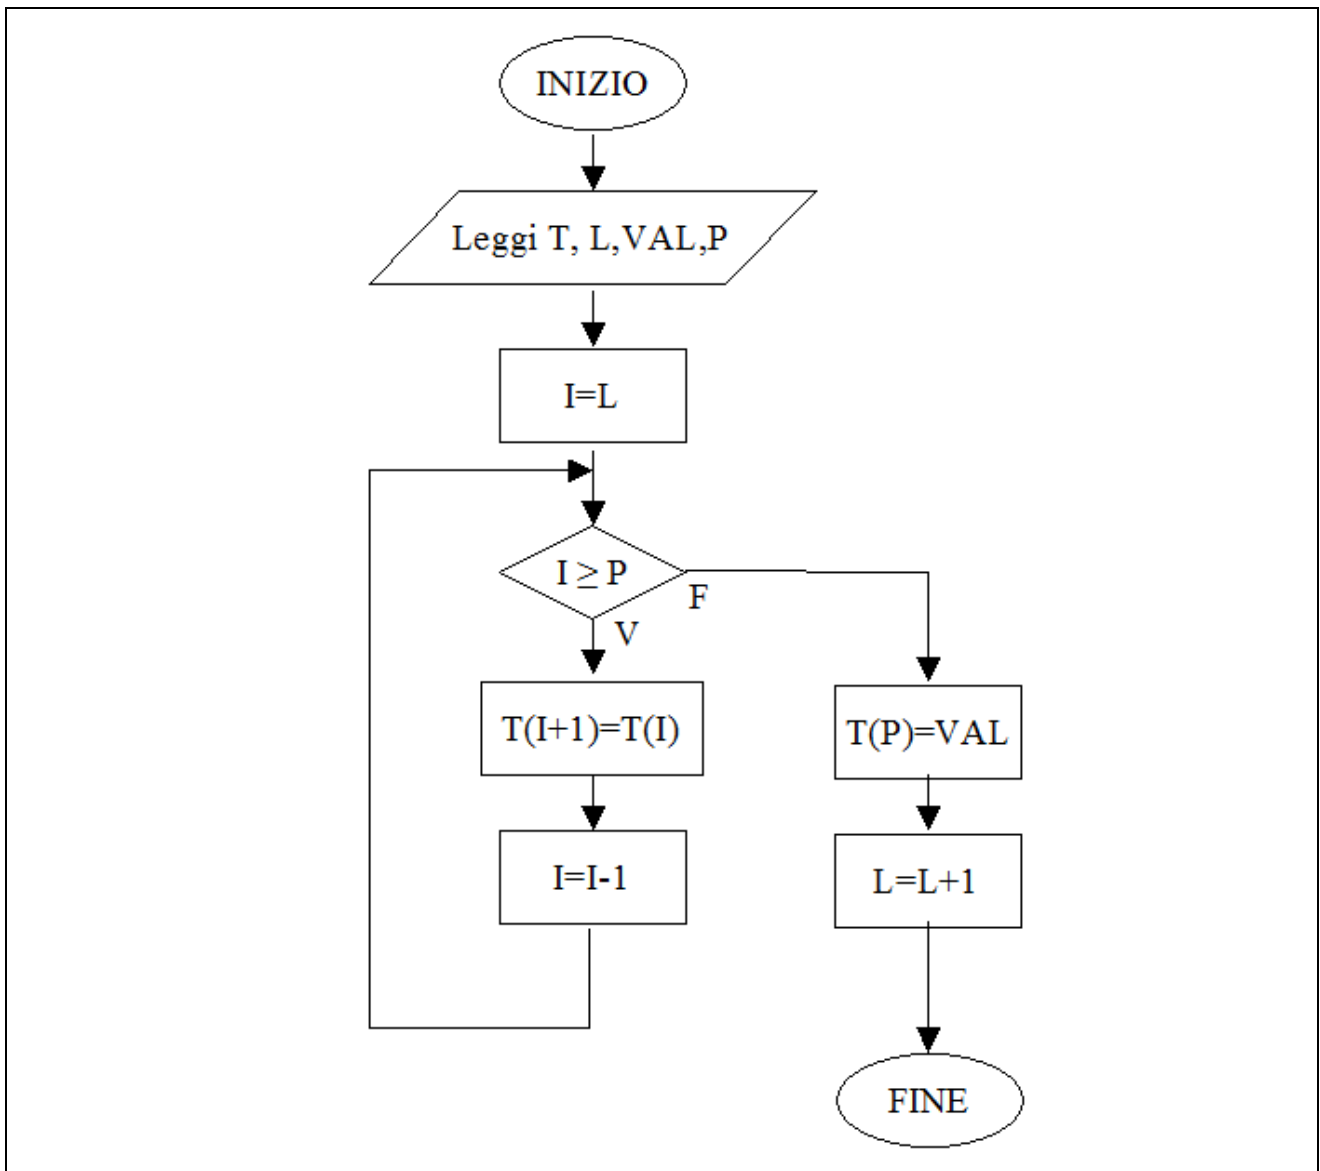 INIZIO
Leggi T, L,VAL,P
I=L
I ≥ P
F
V
T(I+1)=T(I)
T(P)=VAL
I=I-1
L=L+1
FINE